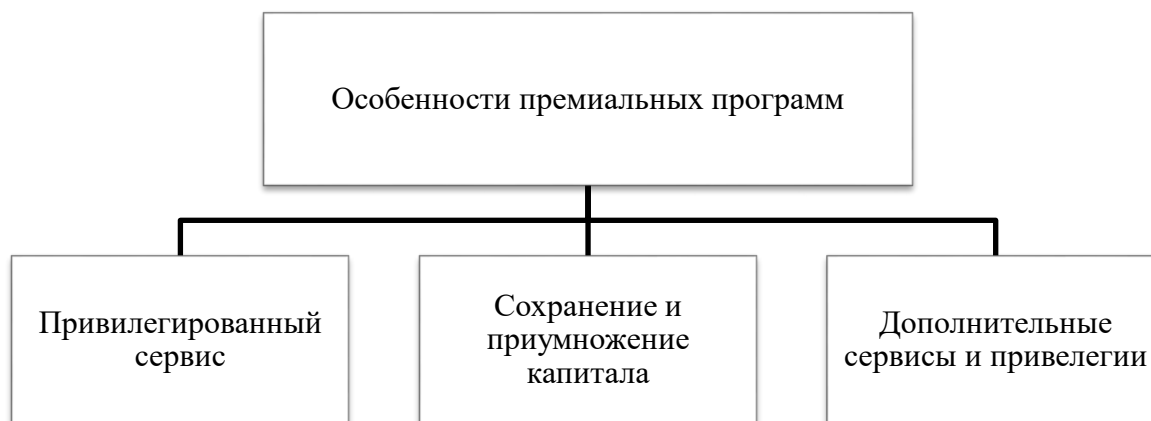 Особенности премиальных программ
Привилегированный
сервис
Сохранение и
приумножение
капитала
Дополнительные
сервисы и привелегии